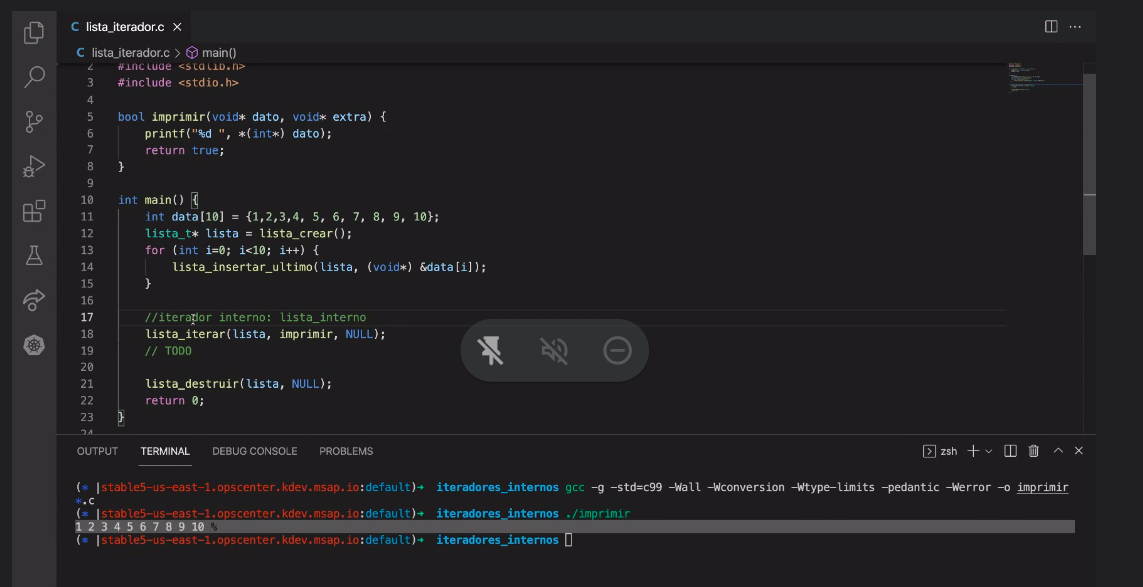 C lista_iterador.c ×
C lista_iterador.c > main()
2 #include <stdlib.h>
3 #include <stdio.h>
4
5 bool imprimir(void* dato, void* extra) {
6 printf("%d ", *(int*) dato);
7 return true;
8 }
9
10 int main() {
11 int data[10] = {1,2,3,4, 5, 6, 7, 8, 9, 10};
12 lista_t* lista = lista_crear();
13 for (int i=0; i<10; i++) {
14 lista_insertar_ultimo(lista, (void*) &data[i]);
15 }
16
17 //iterador interno: lista_interno
18 lista_iterar(lista, imprimir, NULL);
19 // TODO
20
21 lista_destruir(lista, NULL);
22 return 0;
23 }
24
OUTPUT TERMINAL DEBUG CONSOLE PROBLEMS zsh
(* |stable5-us-east-1.opscenter.kdev.msap.io:default)→ iteradores_internos gcc -g -std=c99 -Wall -Wconversion -Wtype-limits -pedantic -Werror -o imprimir
*.c
(* |stable5-us-east-1.opscenter.kdev.msap.io:default)→ iteradores_internos ./imprimir
1 2 3 4 5 6 7 8 9 10 %
(* |stable5-us-east-1.opscenter.kdev.msap.io:default)→ iteradores_internos